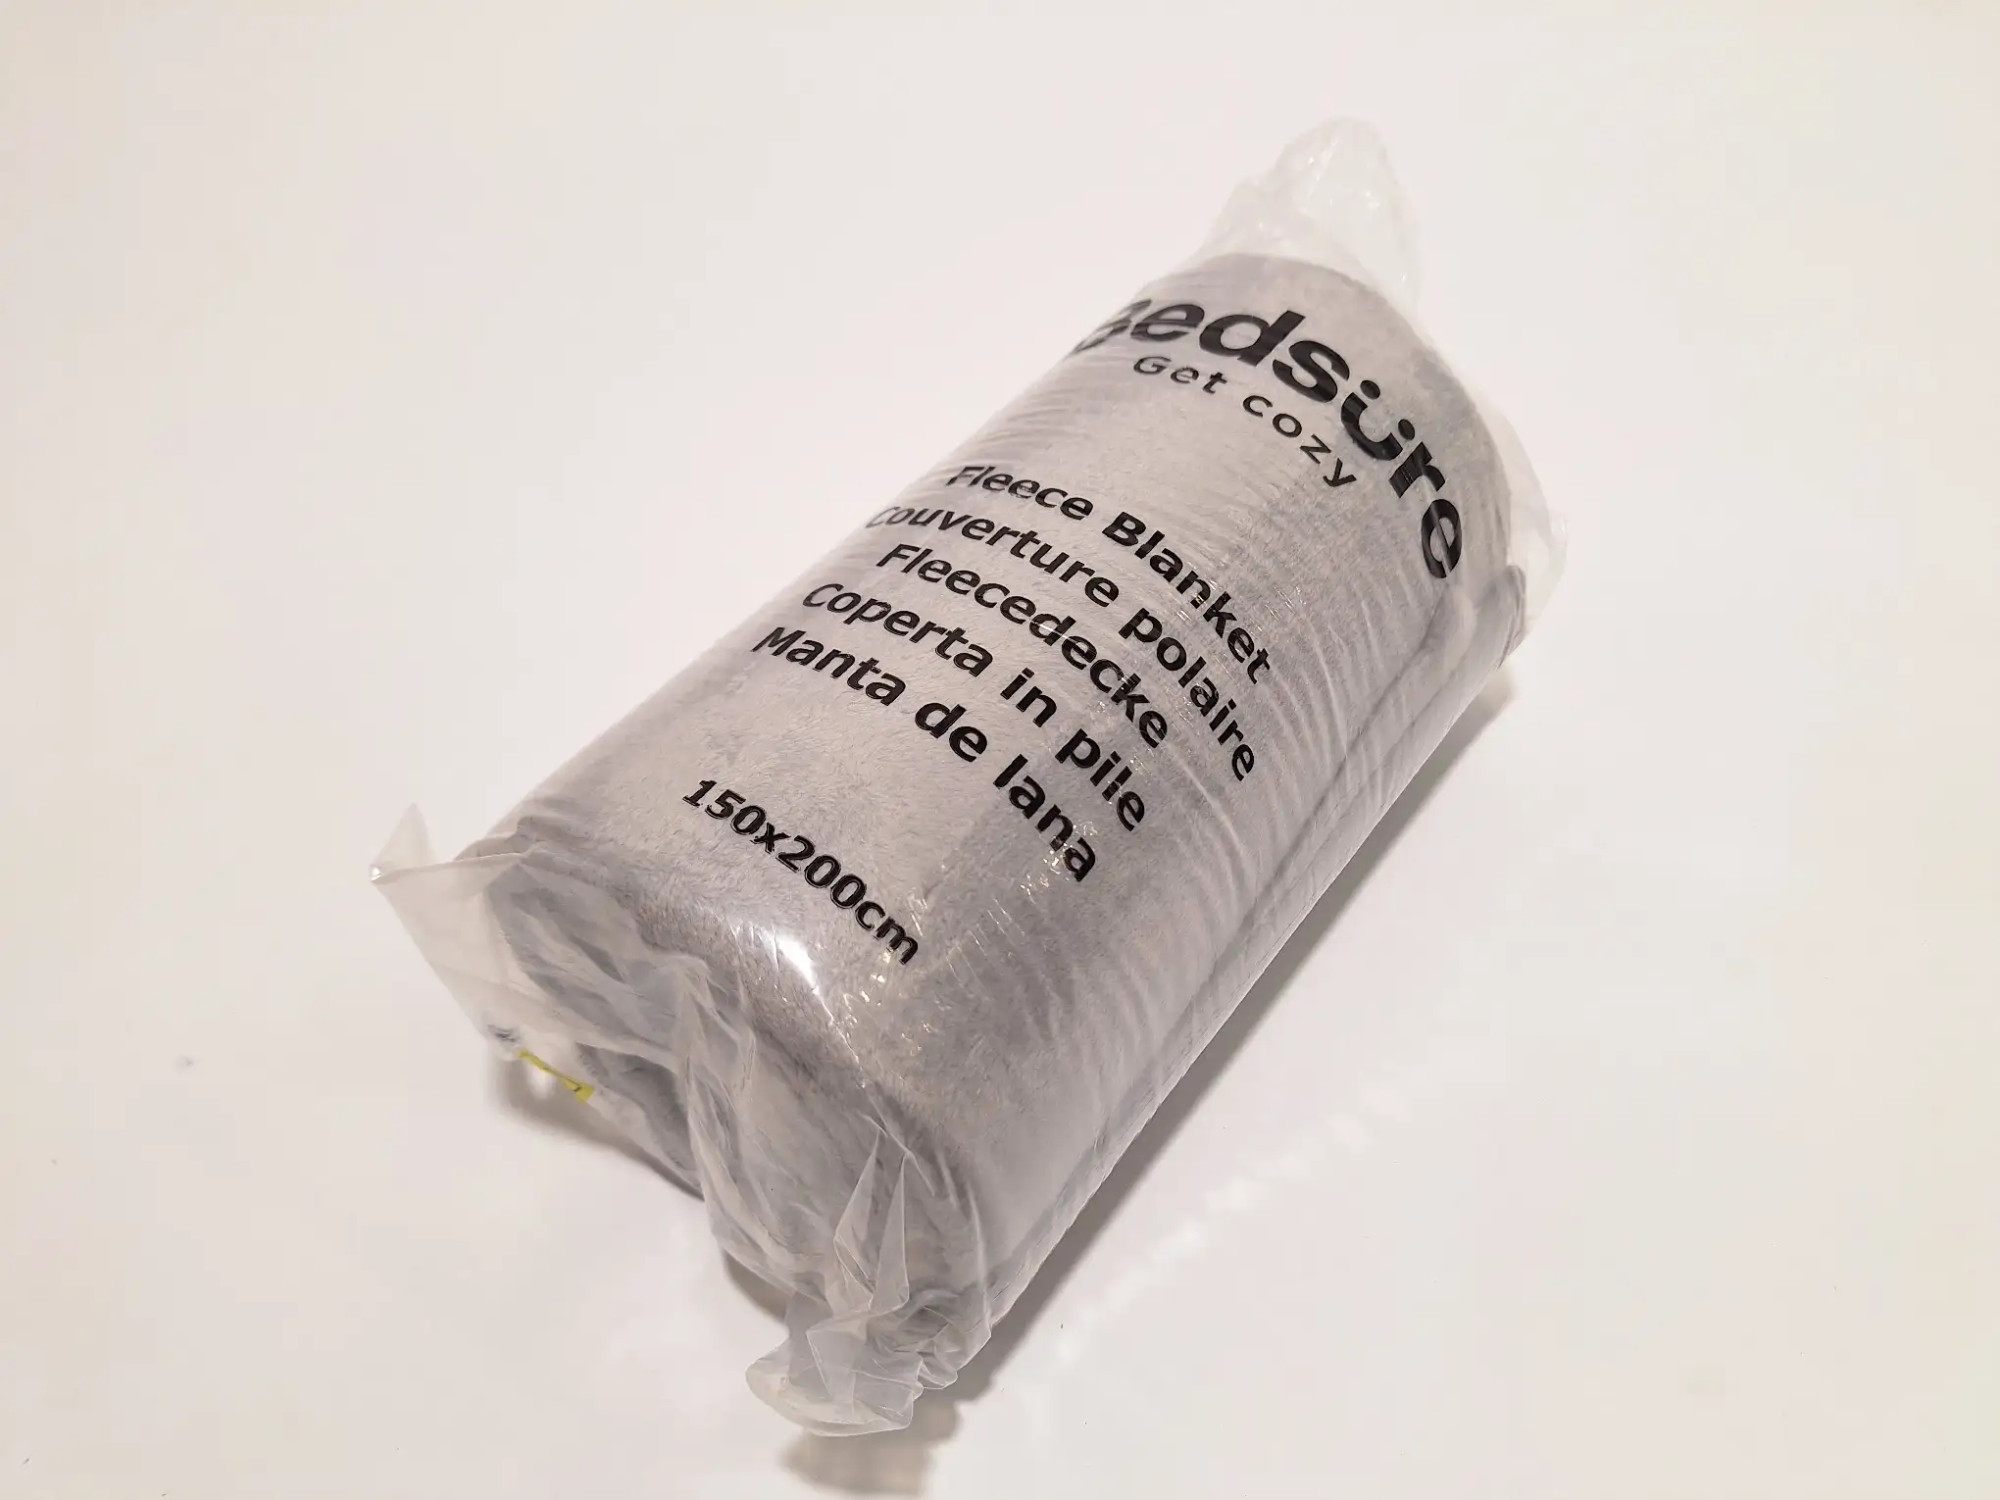 Bedsure
Get cozy
Fleece Blanket
Couverture polaire
Fleecedecke
Coperta in pile
Manta de lana
150x200cm